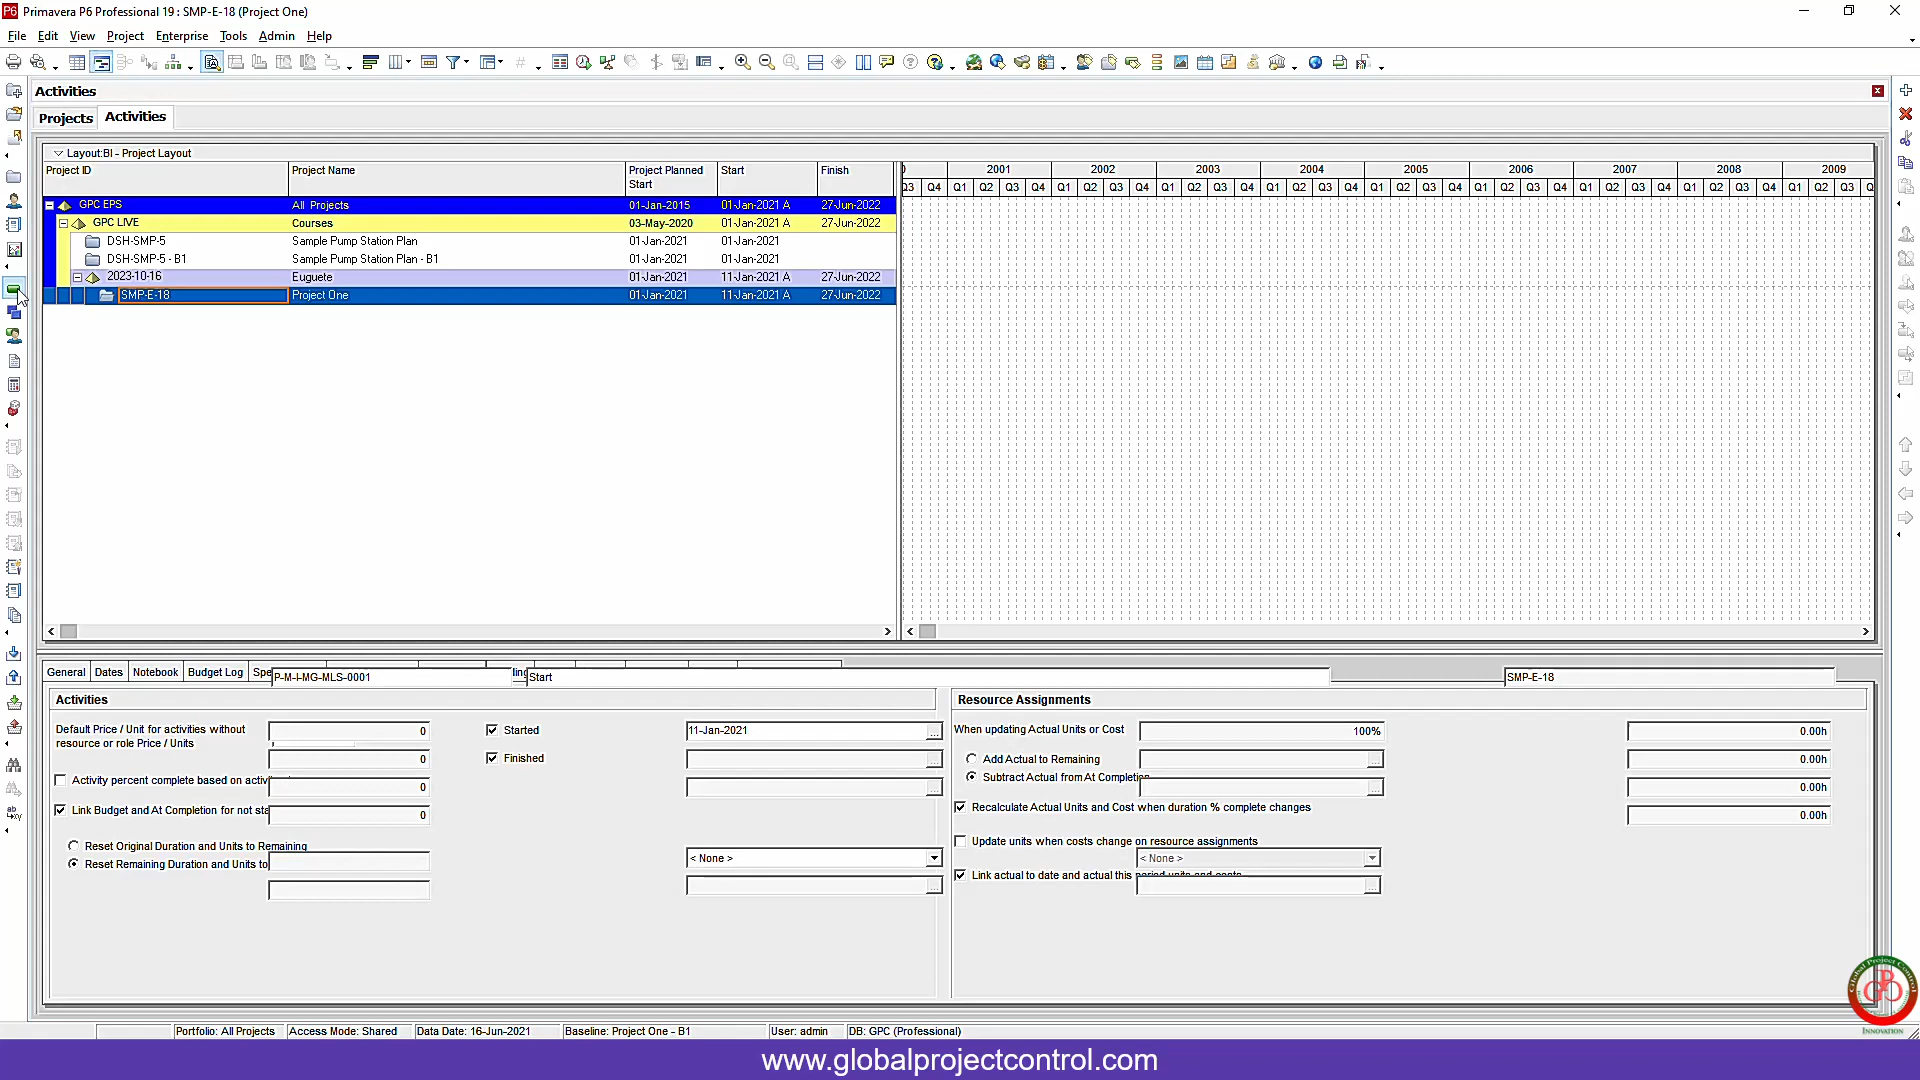 P6 Primavera P6 Professional 19 : SMP-E-18 (Project One)
File Edit View Project Enterprise Tools Admin Help
Activities
Projects Activities
Layout:BI - Project Layout
Project ID Project Name Project Planned Start Start Finish
2001 2002 2003 2004 2005 2006 2007 2008 2009
Q3 Q4 Q1 Q2 Q3 Q4 Q1 Q2 Q3 Q4 Q1 Q2 Q3 Q4 Q1 Q2 Q3 Q4 Q1 Q2 Q3 Q4 Q1 Q2 Q3 Q4 Q1 Q2 Q3 Q4 Q1 Q2 Q3 Q4 Q1 Q2 Q3 Q
GPC EPS All Projects 01-Jan-2015 01-Jan-2021 A 27-Jun-2022
GPC LIVE Courses 03-May-2020 01-Jan-2021 A 27-Jun-2022
DSH-SMP-5 Sample Pump Station Plan 01-Jan-2021 01-Jan-2021
DSH-SMP-5 - B1 Sample Pump Station Plan - B1 01-Jan-2021 01-Jan-2021
2023-10-16 Euguete 01-Jan-2021 11-Jan-2021 A 27-Jun-2022
SMP-E-18 Project One 01-Jan-2021 11-Jan-2021 A 27-Jun-2022
General Dates Notebook Budget Log Spe P-M-I-MG-MLS-0001 Start SMP-E-18
Activities Resource Assignments
Default Price / Unit for activities without 0 Started 11-Jan-2021 When updating Actual Units or Cost 100% 0.00h
resource or role Price / Units
0 Finished Add Actual to Remaining 0.00h
Activity percent complete based on activ 0 Subtract Actual from At Completion 0.00h
Link Budget and At Completion for not sta 0 Recalculate Actual Units and Cost when duration % complete changes 0.00h
Reset Original Duration and Units to Remaining Update units when costs change on resource assignments
Reset Remaining Duration and Units to < None > < None >
Link actual to date and actual this period units and costs
Portfolio: All Projects Access Mode: Shared Data Date: 16-Jun-2021 Baseline: Project One - B1 User: admin DB: GPC (Professional)
Global Project Control
INNOVATION
www.globalprojectcontrol.com